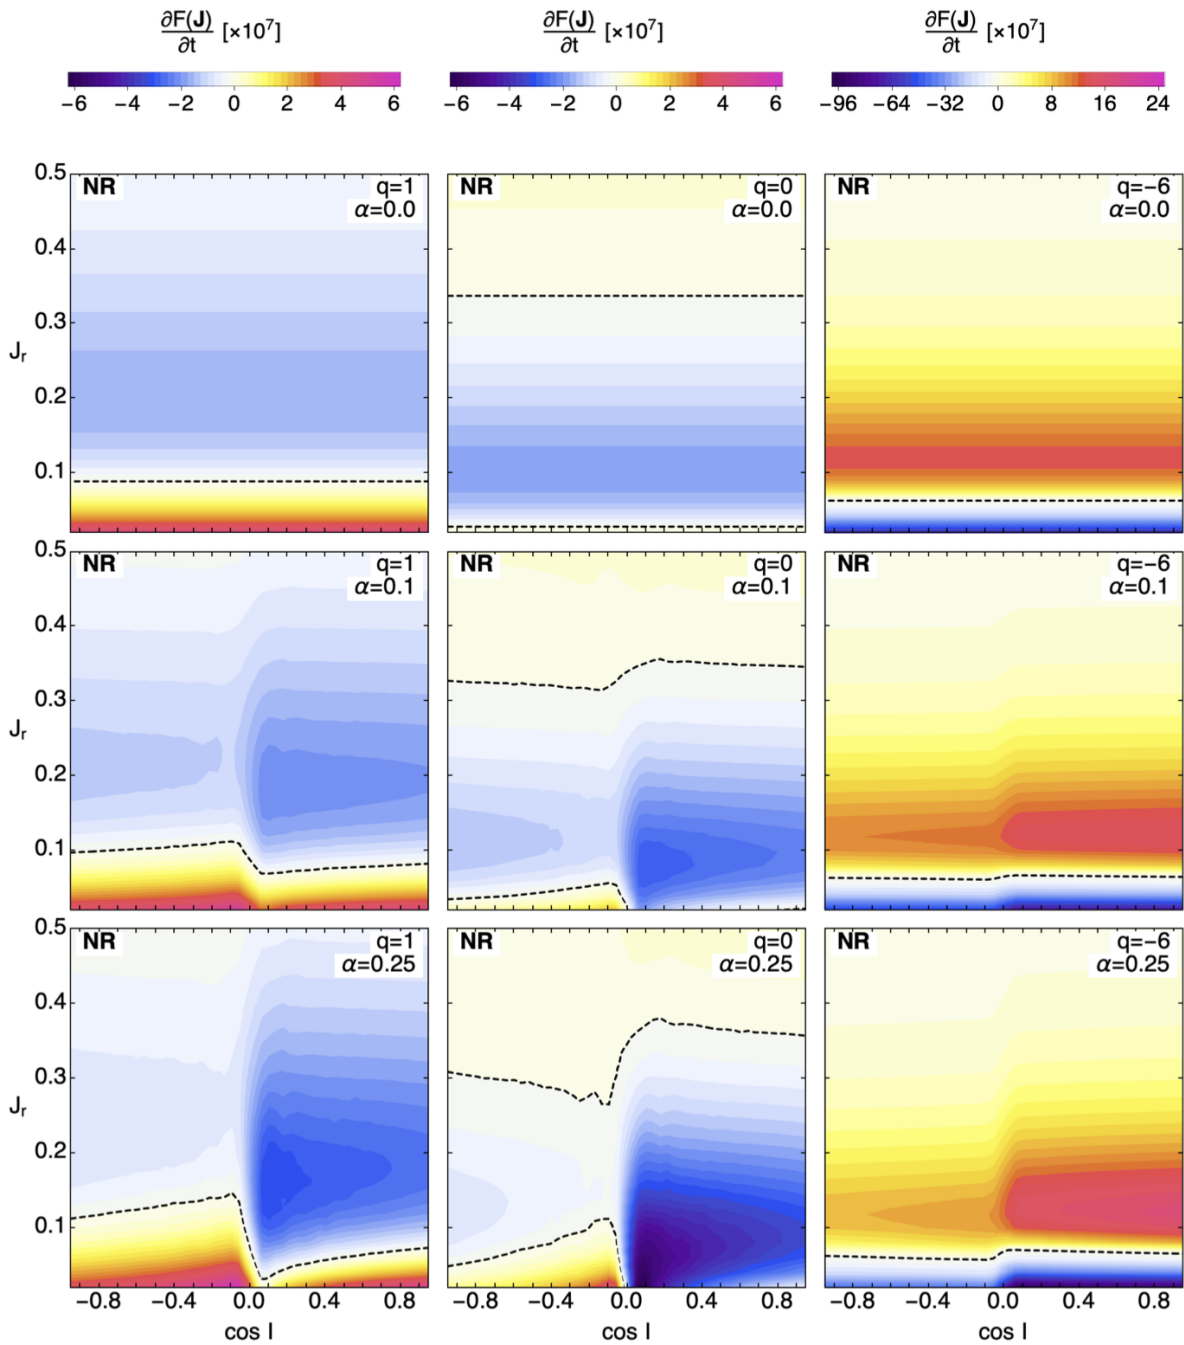 ∂F(J)/∂t [×10⁷] ∂F(J)/∂t [×10⁷] ∂F(J)/∂t [×10⁷]
−6 −4 −2 0 2 4 6 −6 −4 −2 0 2 4 6 −96 −64 −32 0 8 16 24
0.5
NR q=1 NR q=0 NR q=−6
α=0.0 α=0.0 α=0.0
0.4
Jr
0.3
0.2
0.1
0.5
NR q=1 NR q=0 NR q=−6
α=0.1 α=0.1 α=0.1
0.4
Jr
0.3
0.2
0.1
0.5
NR q=1 NR q=0 NR q=−6
α=0.25 α=0.25 α=0.25
0.4
0.3
Jr
0.2
0.1
−0.8 −0.4 0.0 0.4 0.8 −0.8 −0.4 0.0 0.4 0.8 −0.8 −0.4 0.0 0.4 0.8
cos I cos I cos I